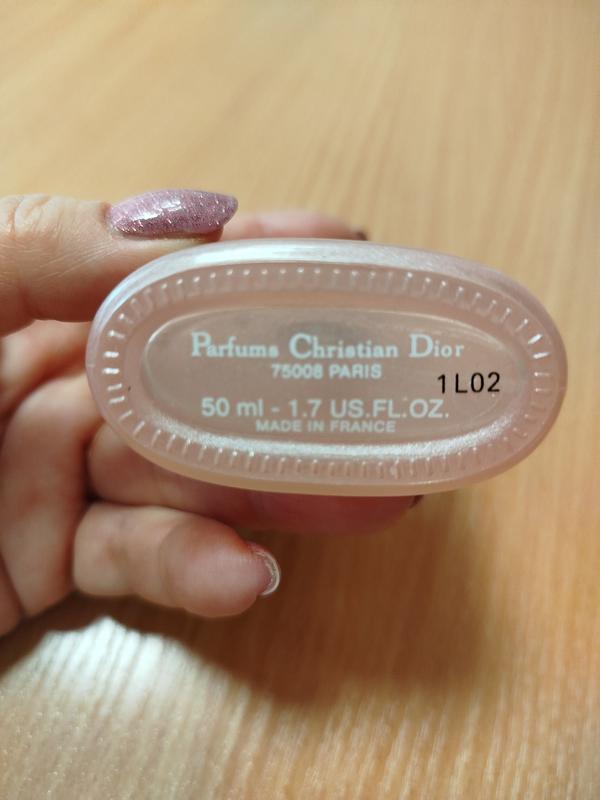 Parfums Christian Dior
75008 PARIS
1L02
50 ml - 1.7 US.FL.OZ.
MADE IN FRANCE